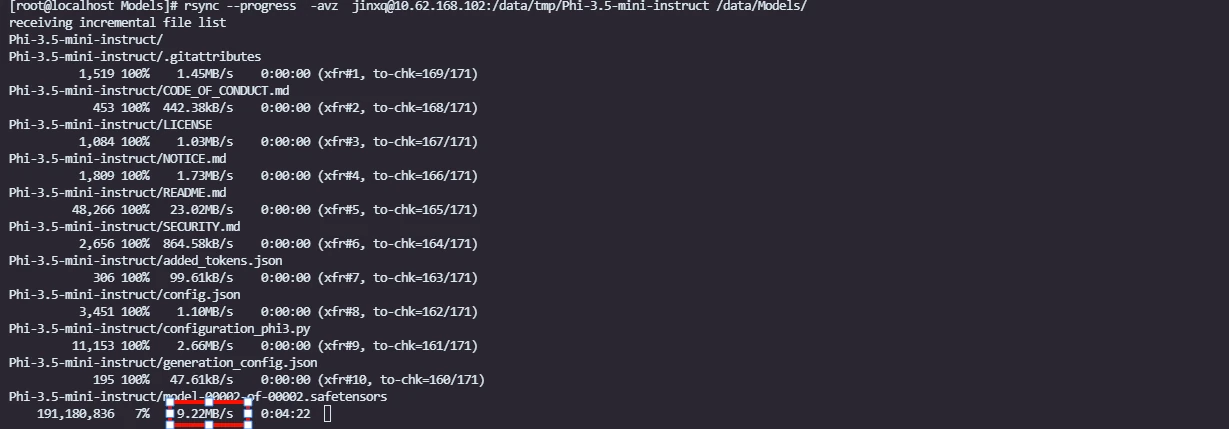 [root@localhost Models]# rsync --progress  -avz  jinxq@10.62.168.102:/data/tmp/Phi-3.5-mini-instruct /data/Models/
receiving incremental file list
Phi-3.5-mini-instruct/
Phi-3.5-mini-instruct/.gitattributes
1,519 100%    1.45MB/s    0:00:00 (xfr#1, to-chk=169/171)
Phi-3.5-mini-instruct/CODE_OF_CONDUCT.md
453 100%  442.38kB/s    0:00:00 (xfr#2, to-chk=168/171)
Phi-3.5-mini-instruct/LICENSE
1,084 100%    1.03MB/s    0:00:00 (xfr#3, to-chk=167/171)
Phi-3.5-mini-instruct/NOTICE.md
1,809 100%    1.73MB/s    0:00:00 (xfr#4, to-chk=166/171)
Phi-3.5-mini-instruct/README.md
48,266 100%   23.02MB/s    0:00:00 (xfr#5, to-chk=165/171)
Phi-3.5-mini-instruct/SECURITY.md
2,656 100%  864.58kB/s    0:00:00 (xfr#6, to-chk=164/171)
Phi-3.5-mini-instruct/added_tokens.json
306 100%   99.61kB/s    0:00:00 (xfr#7, to-chk=163/171)
Phi-3.5-mini-instruct/config.json
3,451 100%    1.10MB/s    0:00:00 (xfr#8, to-chk=162/171)
Phi-3.5-mini-instruct/configuration_phi3.py
11,153 100%    2.66MB/s    0:00:00 (xfr#9, to-chk=161/171)
Phi-3.5-mini-instruct/generation_config.json
195 100%   47.61kB/s    0:00:00 (xfr#10, to-chk=160/171)
Phi-3.5-mini-instruct/model-00002-of-00002.safetensors
191,180,836   7%    9.22MB/s    0:04:22